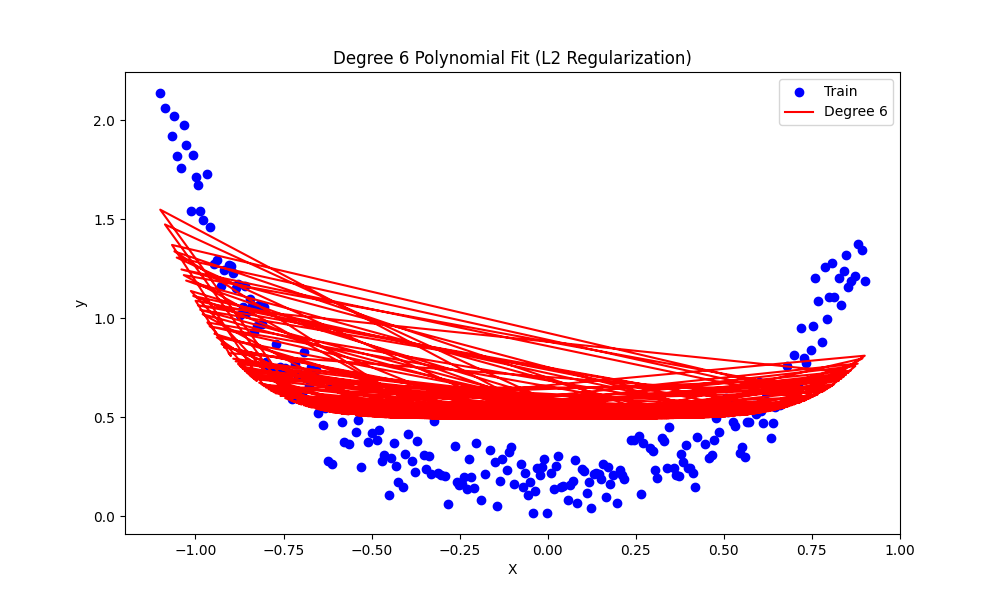 Degree 6 Polynomial Fit (L2 Regularization)
Train
Degree 6
y
2.0
1.5
1.0
0.5
0.0
−1.00 −0.75 −0.50 −0.25 0.00 0.25 0.50 0.75 1.00
X